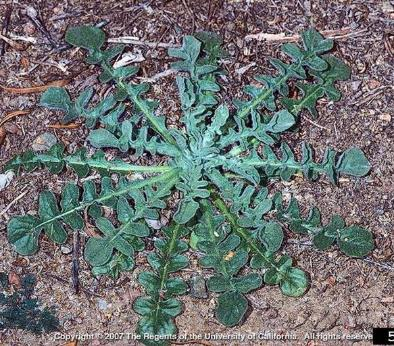 Copyright © 2007 The Regents of the University of California. All rights reserve
5